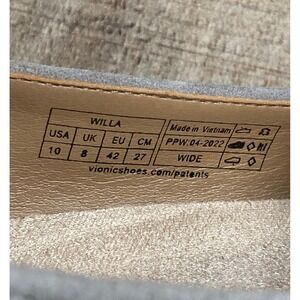 WILLA
USA UK EU CM
10 8 42 27
Made in Vietnam
PPW:04-2022
WIDE
vionicshoes.com/patents